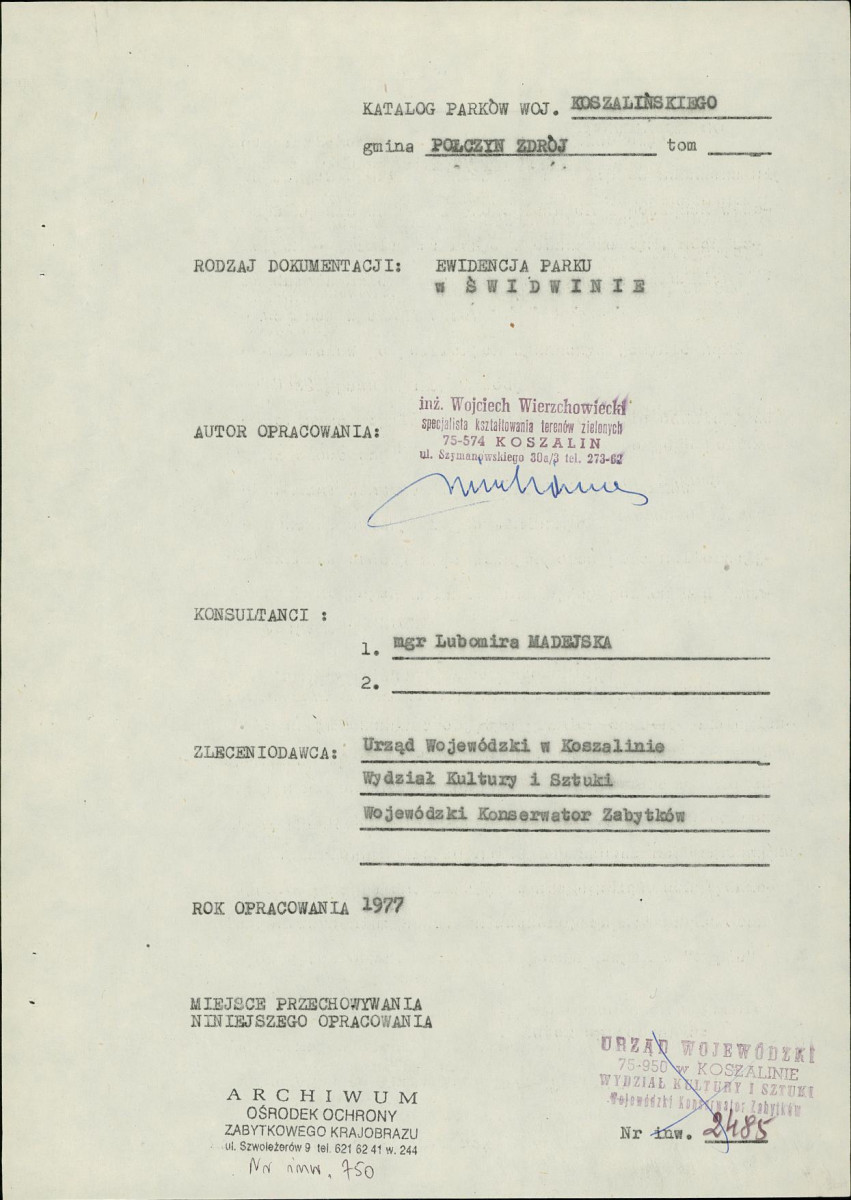 KATALOG PARKÓW WOJ. KOSZALIŃSKIEGO
gmina POŁCZYN ZDRÓJ tom
RODZAJ DOKUMENTACJI: EWIDENCJA PARKU
w ŚWIDWINIE
inż. Wojciech Wierzchowiecki
specjalista kształtowania terenów zielonych
AUTOR OPRACOWANIA:
75-574 KOSZALIN
ul. Szymanowskiego 30a/3 tel. 273-62
KONSULTANCI :
1. mgr Lubomira MADEJSKA
2.
ZLECENIODAWCA: Urząd Wojewódzki w Koszalinie
Wydział Kultury i Sztuki
Wojewódzki Konserwator Zabytków
ROK OPRACOWANIA 1977
MIEJSCE PRZECHOWYWANIA
NINIEJSZEGO OPRACOWANIA
URZĄD WOJEWÓDZKI
75-950 w KOSZALINIE
WYDZIAŁ KULTURY I SZTUKI
Wojewódzki Konserwator Zabytków
Nr inw. 2485
ARCHIWUM
OŚRODEK OCHRONY
ZABYTKOWEGO KRAJOBRAZU
ul. Szwoleżerów 9 tel. 621 62 41 w. 244
Nr inw. 750